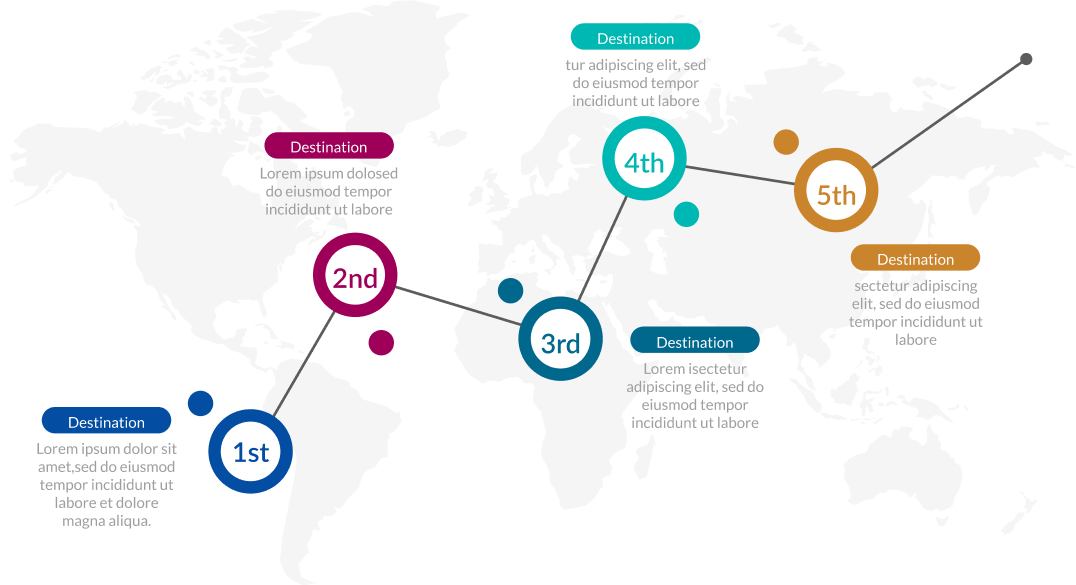 Destination
Lorem ipsum dolor sit
amet,sed do eiusmod
tempor incididunt ut
labore et dolore
magna aliqua.
1st
Destination
Lorem ipsum dolosed
do eiusmod tempor
incididunt ut labore
2nd
3rd
Destination
Lorem isectetur
adipiscing elit, sed do
eiusmod tempor
incididunt ut labore
Destination
tur adipiscing elit, sed
do eiusmod tempor
incididunt ut labore
4th
5th
Destination
sectetur adipiscing
elit, sed do eiusmod
tempor incididunt ut
labore